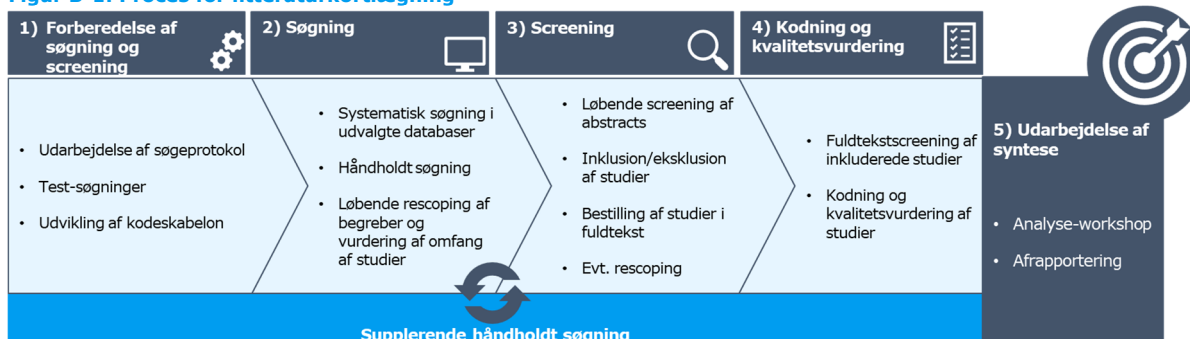 1) Forberedelse af
søgning og
screening
2) Søgning
3) Screening
4) Kodning og
kvalitetsvurdering
• Udarbejdelse af søgeprotokol
• Test-søgninger
• Udvikling af kodeskabelon
• Systematisk søgning i
udvalgte databaser
• Håndholdt søgning
• Løbende rescoping af
begreber og
vurdering af omfang
af studier
• Løbende screening af
abstracts
• Inklusion/eksklusion
af studier
• Bestilling af studier i
fuldtekst
• Evt. rescoping
• Fuldtekstscreening af
inkluderede studier
• Kodning og
kvalitetsvurdering af
studier
5) Udarbejdelse af
syntese
• Analyse-workshop
• Afrapportering
Supplerende håndholdt søgning